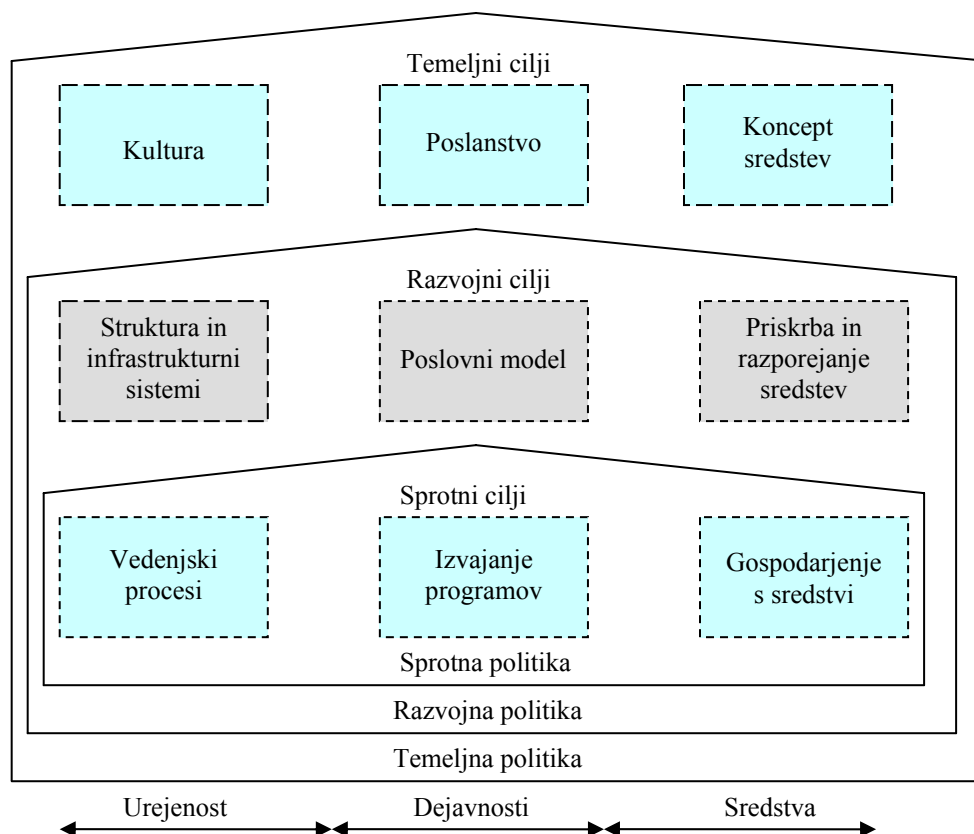 Temeljni cilji
Kultura
Poslanstvo
Koncept
sredstev
Razvojni cilji
Struktura in
infrastrukturni
sistemi
Poslovni model
Priskrba in
razporejanje
sredstev
Sprotni cilji
Vedenjski
procesi
Izvajanje
programov
Gospodarjenje
s sredstvi
Sprotna politika
Razvojna politika
Temeljna politika
Urejenost
Dejavnosti
Sredstva